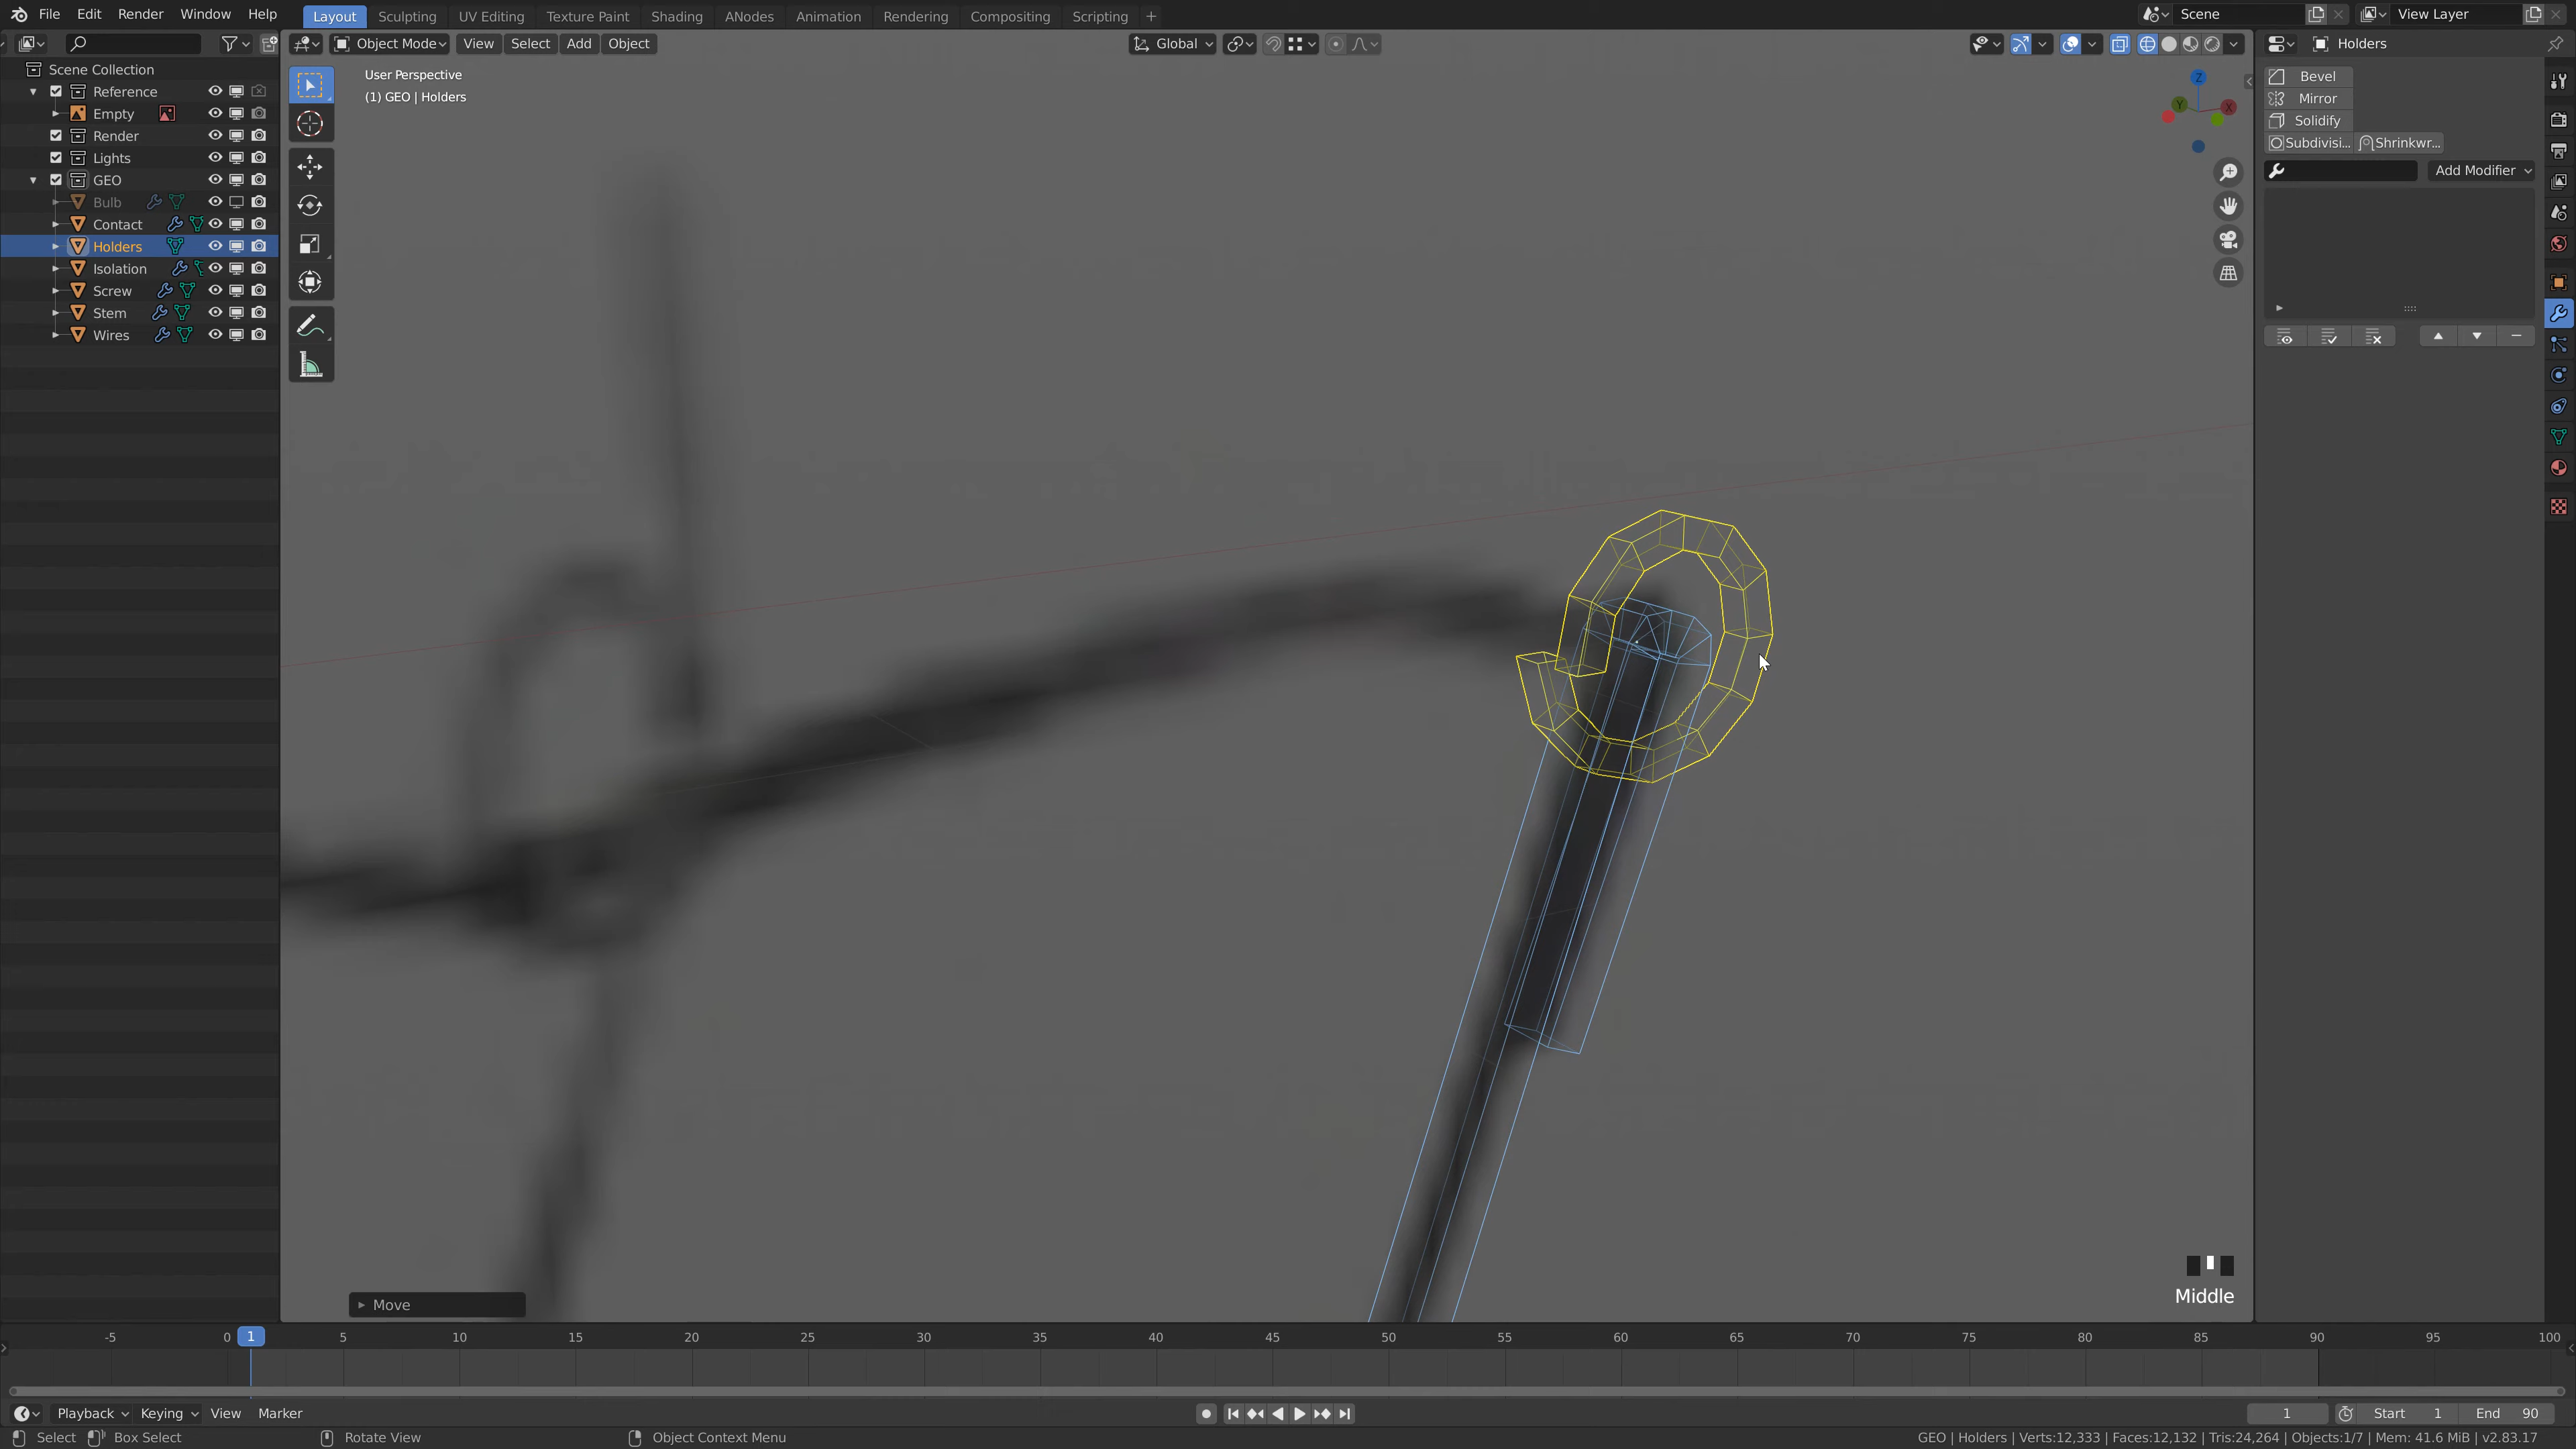 File Edit Render Window Help Layout Sculpting UV Editing Texture Paint Shading ANodes Animation Rendering Compositing Scripting + Scene View Layer
Object Mode View Select Add Object Global Holders
Scene Collection
Reference
Empty
Render
Lights
GEO
Bulb
Contact
Holders
Isolation
Screw
Stem
Wires
User Perspective
(1) GEO | Holders
Z
Y
X
Bevel
Mirror
Solidify
Subdivisi... Shrinkwr...
Add Modifier
Middle
Move
-5 0 1 5 10 15 20 25 30 35 40 45 50 55 60 65 70 75 80 85 90 95 100
Playback Keying View Marker 1 Start 1 End 90
Select Box Select Rotate View Object Context Menu GEO | Holders | Verts:12,333 | Faces:12,132 | Tris:24,264 | Objects:1/7 | Mem: 41.6 MiB | v2.83.17